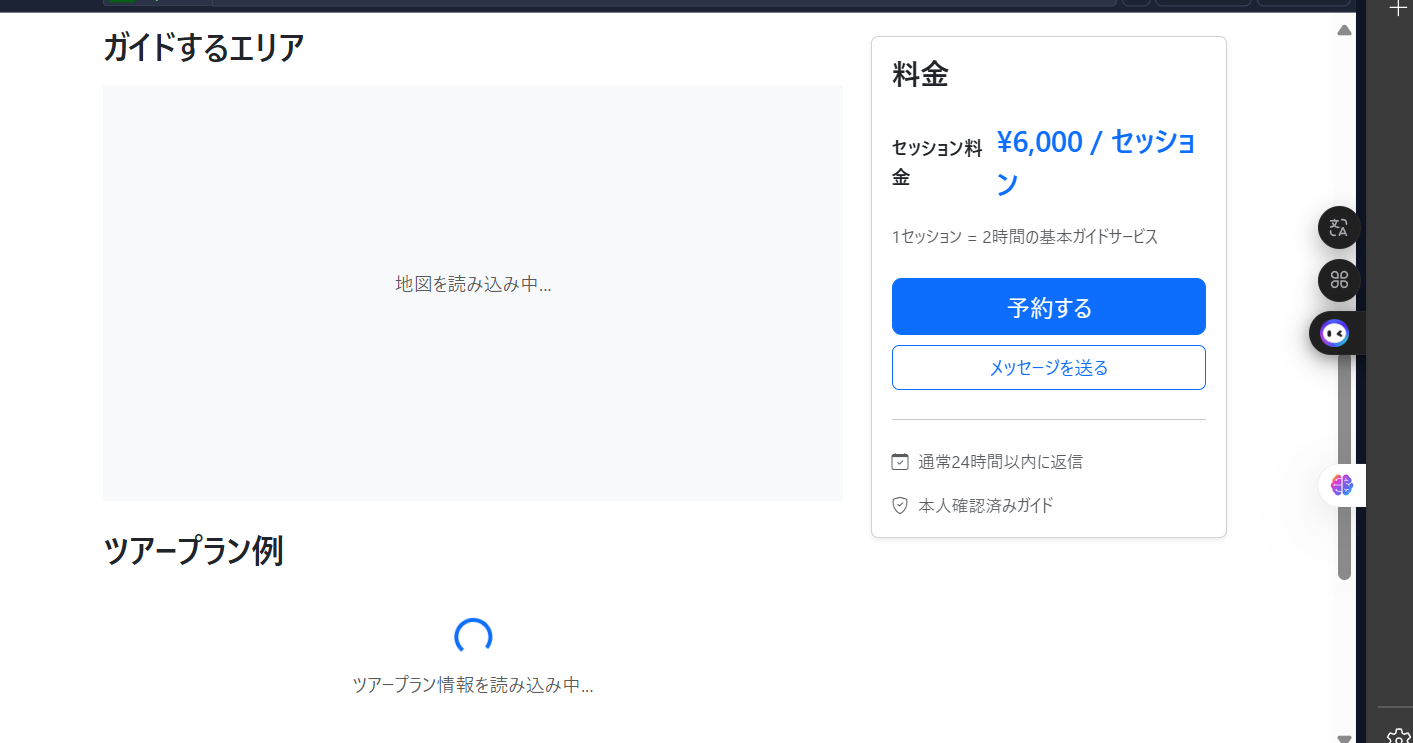 ガイドするエリア
地図を読み込み中...
ツアープラン例
ツアープラン情報を読み込み中...
料金
セッション料
金
¥6,000 / セッショ
ン
1セッション = 2時間の基本ガイドサービス
予約する
メッセージを送る
通常24時間以内に返信
本人確認済みガイド